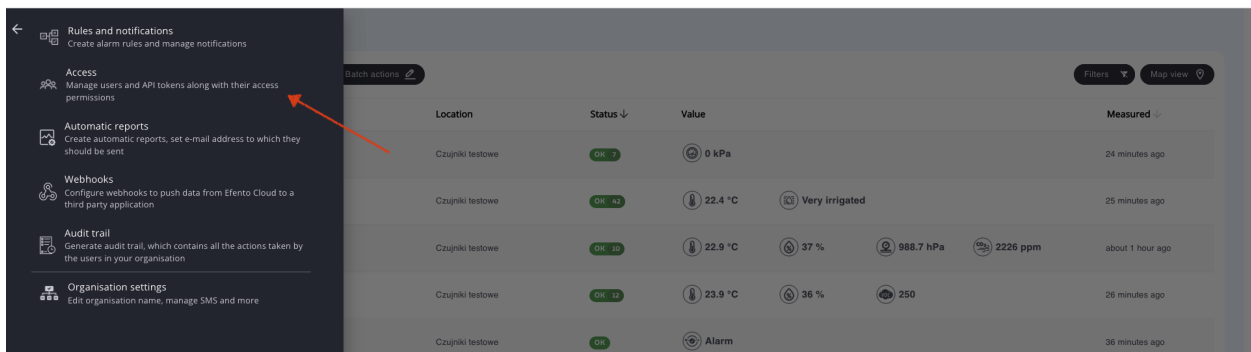 Rules and notifications
Create alarm rules and manage notifications
Access
Manage users and API tokens along with their access
permissions
Automatic reports
Create automatic reports, set e-mail address to which they
should be sent
Webhooks
Configure webhooks to push data from Efento Cloud to a
third party application
Audit trail
Generate audit trail, which contains all the actions taken by
the users in your organisation
Organisation settings
Edit organisation name, manage SMS and more
Batch actions
Filters
Map view
Location Status Value Measured
Czujniki testowe OK 7 0 kPa 24 minutes ago
Czujniki testowe OK 42 22.4 °C Very irrigated 25 minutes ago
Czujniki testowe OK 10 22.9 °C 37 % 988.7 hPa 2226 ppm about 1 hour ago
Czujniki testowe OK 12 23.9 °C 36 % 250 26 minutes ago
Czujniki testowe OK Alarm 36 minutes ago